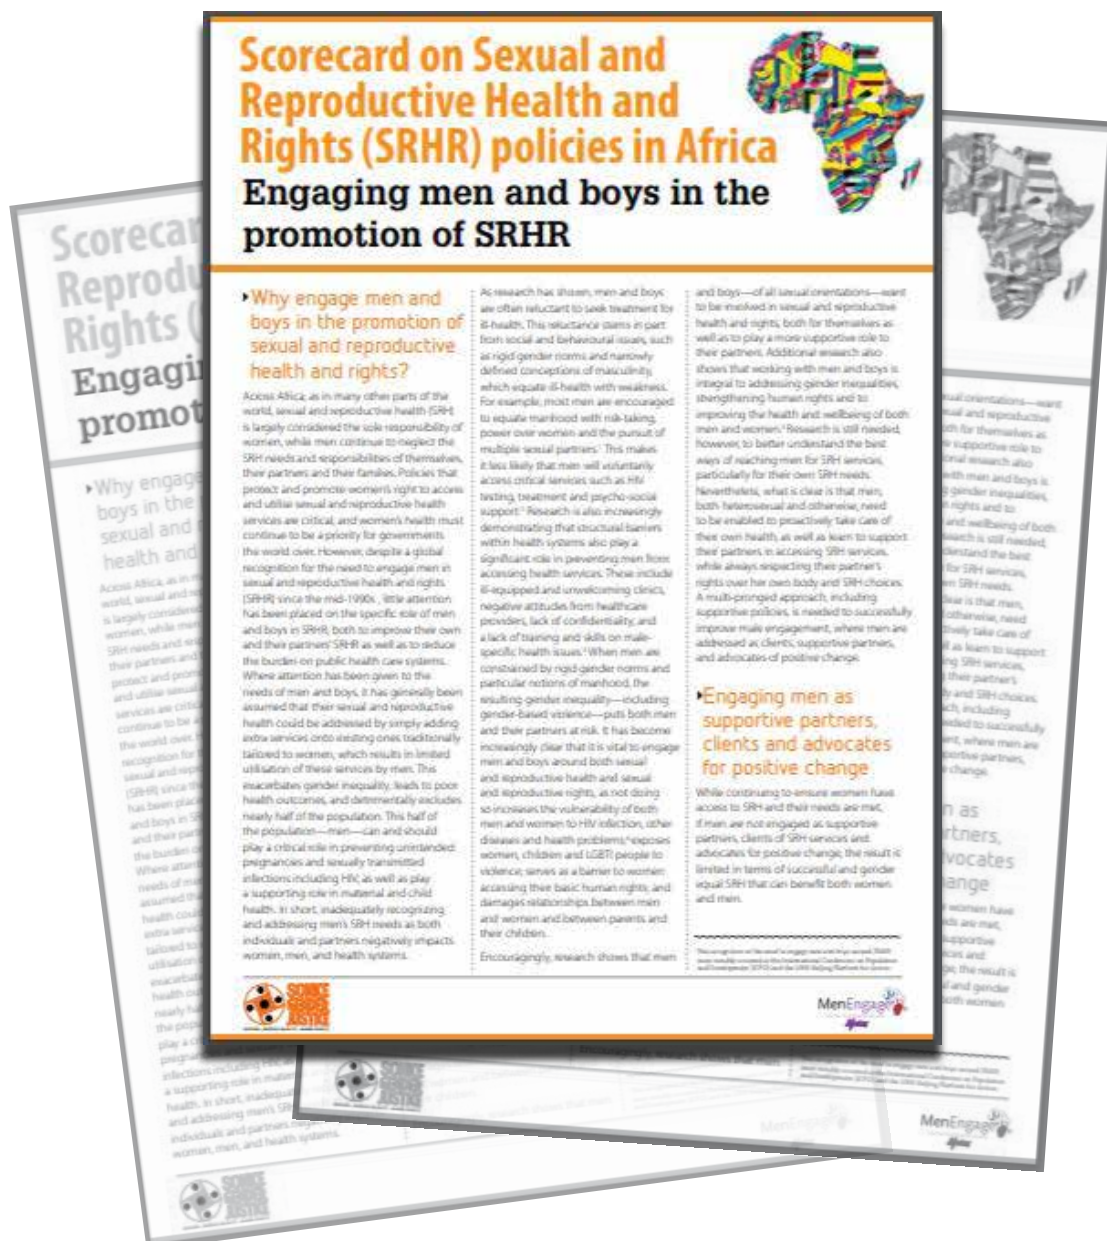 Scorecard on Sexual and
Reproductive Health and
Rights (SRHR) policies in Africa
Engaging men and boys in the
promotion of SRHR
Why engage men and
boys in the promotion of
sexual and reproductive
health and rights?
Across Africa, as in many other parts of the
world, sexual and reproductive health (SRH)
is largely considered the sole responsibility of
women, while men continue to neglect the
SRH needs and responsibilities of themselves,
their partners and their families. Policies that
protect and promote women's right to access
and utilise sexual and reproductive health
services are critical, and women's health must
continue to be a priority for governments
the world over. However, despite a global
recognition for the need to engage men in
sexual and reproductive health and rights
(SRHR) since the mid-1990s, little attention
has been placed on the specific role of men
and boys in SRHR, both to improve their own
and their partners' SRHR as well as to reduce
the burden on public health care systems.
Where attention has been given to the
needs of men and boys, it has generally been
assumed that their sexual and reproductive
health could be addressed by simply adding
extra services onto existing ones traditionally
tailored to women, which results in limited
utilisation of these services by men. This
exacerbates gender inequality, leads to poor
health outcomes, and detrimentally excludes
nearly half of the population. This half of
the population—men—can and should
play a critical role in preventing unintended
pregnancies and sexually transmitted
infections including HIV, as well as play
a supporting role in maternal and child
health. In short, inadequately recognizing
and addressing men's SRH needs as both
individuals and partners negatively impacts
women, men, and health systems.
As research has shown, men and boys
are often reluctant to seek treatment for
ill-health. This reluctance stems in part
from social and behavioural issues, such
as rigid gender norms and narrowly
defined conceptions of masculinity,
which equate ill-health with weakness.
For example, most men are encouraged
to equate manhood with risk-taking,
power over women and the pursuit of
multiple sexual partners. This makes
it less likely that men will voluntarily
access critical services such as HIV
testing, treatment and psycho-social
support. Research is also increasingly
demonstrating that structural barriers
within health systems also play a
significant role in preventing men from
accessing health services. These include
ill-equipped and unwelcoming clinics,
negative attitudes from healthcare
providers, lack of confidentiality, and
a lack of training and skills on male-
specific health issues. When men are
constrained by rigid gender norms and
particular notions of manhood, the
resulting gender inequality—including
gender-based violence—puts both men
and their partners at risk. It has become
increasingly clear that it is vital to engage
men and boys around both sexual
and reproductive health and sexual
and reproductive rights, as not doing
so increases the vulnerability of both
men and women to HIV infection, other
diseases and health problems; exposes
women, children and LGBTI people to
violence; serves as a barrier to women
accessing their basic human rights; and
damages relationships between men
and women and between parents and
their children.
Encouragingly, research shows that men
and boys—of all sexual orientations—want
to be involved in sexual and reproductive
health and rights, both for themselves as
well as to play a more supportive role to
their partners. Additional research also
shows that working with men and boys is
integral to addressing gender inequalities,
strengthening human rights and to
improving the health and wellbeing of both
men and women. Research is still needed,
however, to better understand the best
ways of reaching men for SRH services,
particularly for their own SRH needs.
Nevertheless, what is clear is that men,
both heterosexual and otherwise, need
to be enabled to proactively take care of
their own health, as well as learn to support
their partners in accessing SRH services,
while always respecting their partner's
rights over her own body and SRH choices.
A multi-pronged approach, including
supportive policies, is needed to successfully
improve male engagement, where men are
addressed as clients, supportive partners,
and advocates of positive change.
Engaging men as
supportive partners,
clients and advocates
for positive change
While continuing to ensure women have
access to SRH and their needs are met,
if men are not engaged as supportive
partners, clients of SRH services and
advocates for positive change, the result is
limited in terms of successful and gender
equal SRH that can benefit both women
and men.
SONKE
GENDER
JUSTICE
MenEngage
Africa